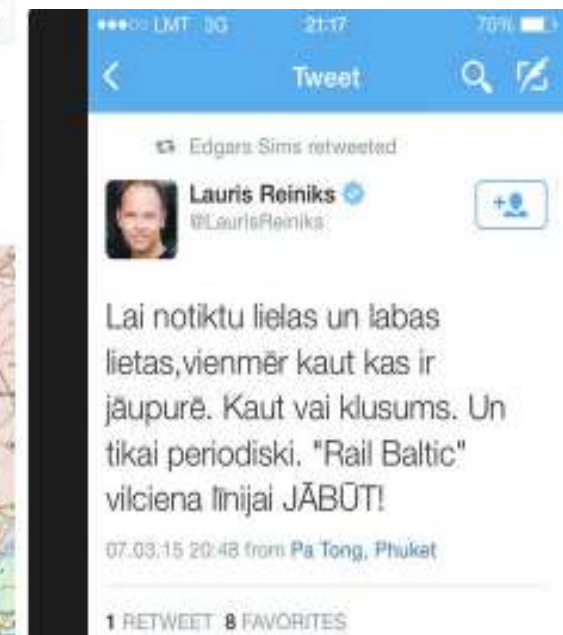 LMT 3G 21:17 70%
Tweet
Edgars Sims retweeted
Lauris Reiniks
@LaurisReiniks
Lai notiktu lielas un labas
lietas,vienmēr kaut kas ir
jāupurē. Kaut vai klusums. Un
tikai periodiski. "Rail Baltic"
vilciena līnijai JĀBŪT!
07.03.15 20:48 from Pa Tong, Phuket
1 RETWEET 8 FAVORITES